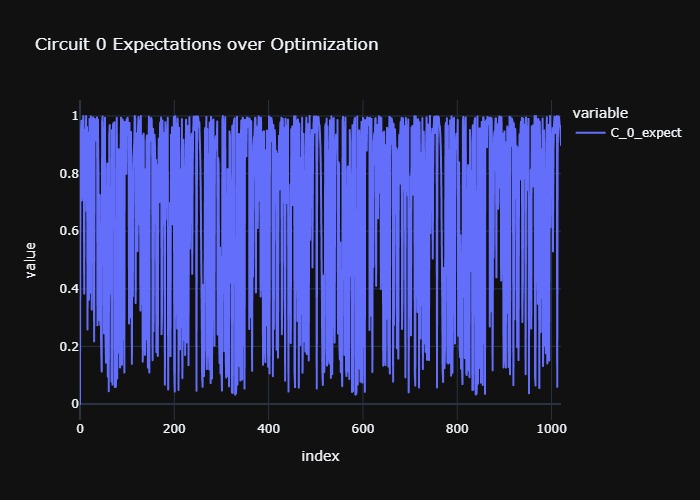 Circuit 0 Expectations over Optimization
variable
C_0_expect
value
1
0.8
0.6
0.4
0.2
0
0 200 400 600 800 1000
index